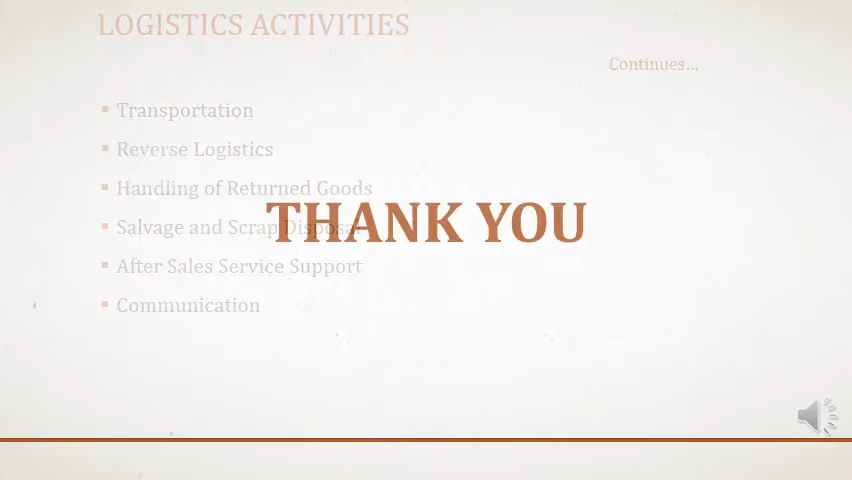 LOGISTICS ACTIVITIES
Continues...
Transportation
Reverse Logistics
Handling of Returned Goods
THANK YOU
Salvage and Scrap Disposal
After Sales Service Support
Communication